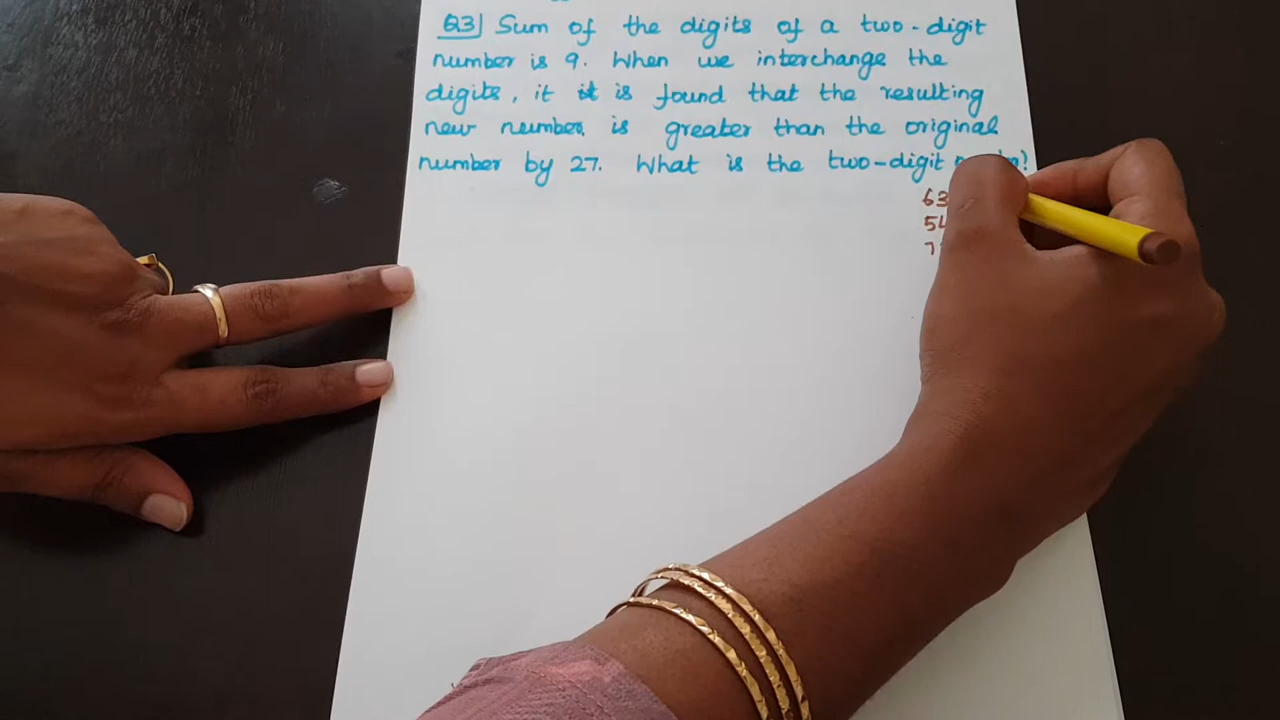 Q3] Sum of the digits of a two-digit
number is 9. When we interchange the
digits, it is found that the resulting
new number is greater than the original
number by 27. What is the two-digit
63